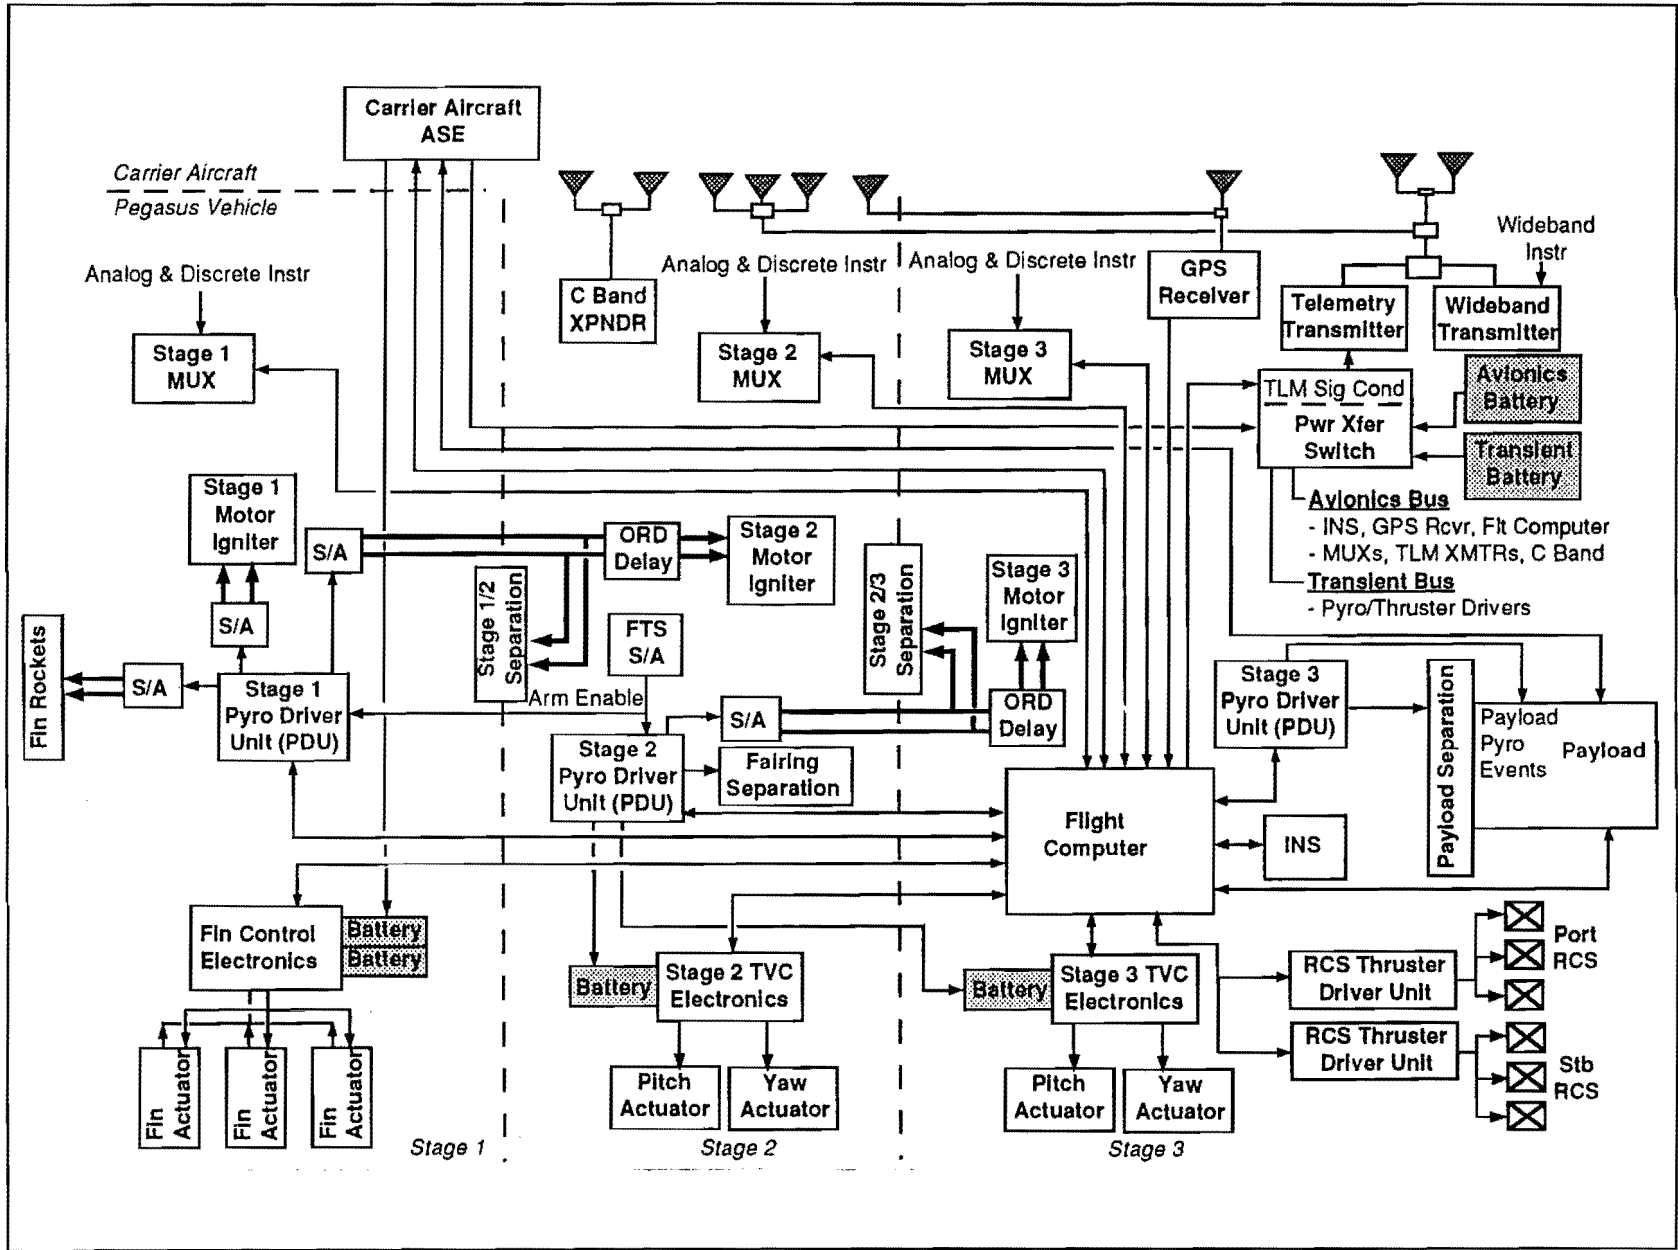 Carrier Aircraft
ASE
Carrier Aircraft
Pegasus Vehicle
Analog & Discrete Instr
Stage 1
MUX
C Band
XPNDR
Analog & Discrete Instr
Stage 2
MUX
Analog & Discrete Instr
Stage 3
MUX
GPS
Receiver
Wideband
Instr
Telemetry
Transmitter
Wideband
Transmitter
TLM Sig Cond
Pwr Xfer
Switch
Avionics
Battery
Transient
Battery
Avionics Bus
- INS, GPS Rcvr, Flt Computer
- MUXs, TLM XMTRs, C Band
Transient Bus
- Pyro/Thruster Drivers
Stage 1
Motor
Igniter
S/A
S/A
ORD
Delay
Stage 2
Motor
Igniter
Stage 1/2
Separation
FTS
S/A
Stage 2/3
Separation
Stage 3
Motor
Igniter
Fin Rockets
S/A
Stage 1
Pyro Driver
Unit (PDU)
Arm Enable
S/A
ORD
Delay
Stage 2
Pyro Driver
Unit (PDU)
Fairing
Separation
Stage 3
Pyro Driver
Unit (PDU)
Payload Separation
Payload
Pyro
Events
Payload
Flight
Computer
INS
Fin Control
Electronics
Battery
Battery
Battery
Stage 2 TVC
Electronics
Battery
Stage 3 TVC
Electronics
RCS Thruster
Driver Unit
Port
RCS
RCS Thruster
Driver Unit
Stb
RCS
Fin
Actuator
Fin
Actuator
Fin
Actuator
Pitch
Actuator
Yaw
Actuator
Pitch
Actuator
Yaw
Actuator
Stage 1
Stage 2
Stage 3